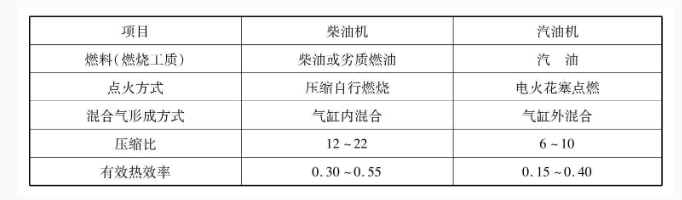 项目 柴油机 汽油机
燃料(燃烧工质) 柴油或劣质燃油 汽 油
点火方式 压缩自行燃烧 电火花塞点燃
混合气形成方式 气缸内混合 气缸外混合
压缩比 12~22 6~10
有效热效率 0.30~0.55 0.15~0.40